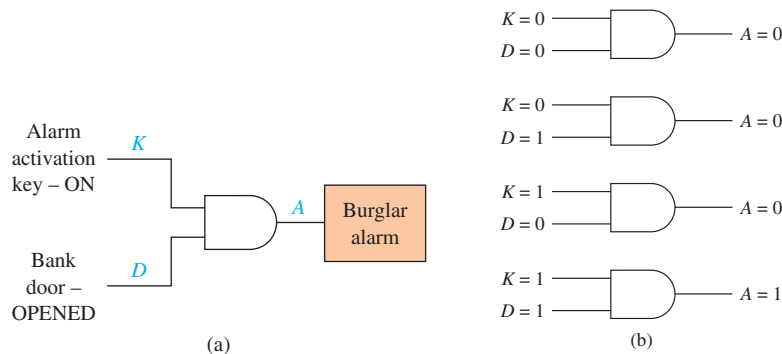 Alarm
activation
key – ON
K
Bank
door –
OPENED
D
A
Burglar
alarm
(a)
K = 0
D = 0
A = 0
K = 0
D = 1
A = 0
K = 1
D = 0
A = 0
K = 1
D = 1
A = 1
(b)